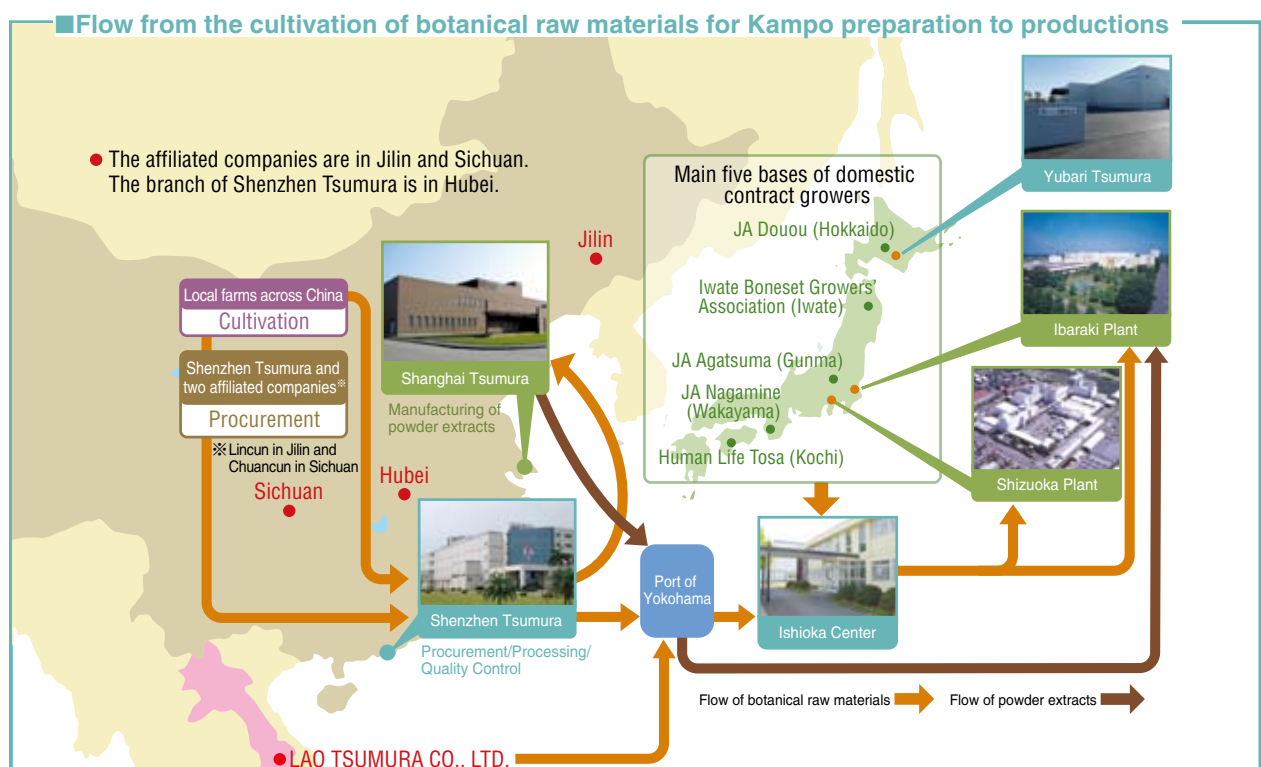 ■Flow from the cultivation of botanical raw materials for Kampo preparation to productions
● The affiliated companies are in Jilin and Sichuan.
The branch of Shenzhen Tsumura is in Hubei.
Jilin
Main five bases of domestic
contract growers
JA Douou (Hokkaido)
Iwate Boneset Growers'
Association (Iwate)
JA Agatsuma (Gunma)
JA Nagamine
(Wakayama)
Human Life Tosa (Kochi)
Yubari Tsumura
Ibaraki Plant
Shizuoka Plant
Local farms across China
Cultivation
Shenzhen Tsumura and
two affiliated companies※
Procurement
※Lincun in Jilin and
Chuancun in Sichuan
Sichuan
Hubei
Shanghai Tsumura
Manufacturing of
powder extracts
Shenzhen Tsumura
Procurement/Processing/
Quality Control
Port of
Yokohama
Ishioka Center
Flow of botanical raw materials
Flow of powder extracts
LAO TSUMURA CO.. LTD.